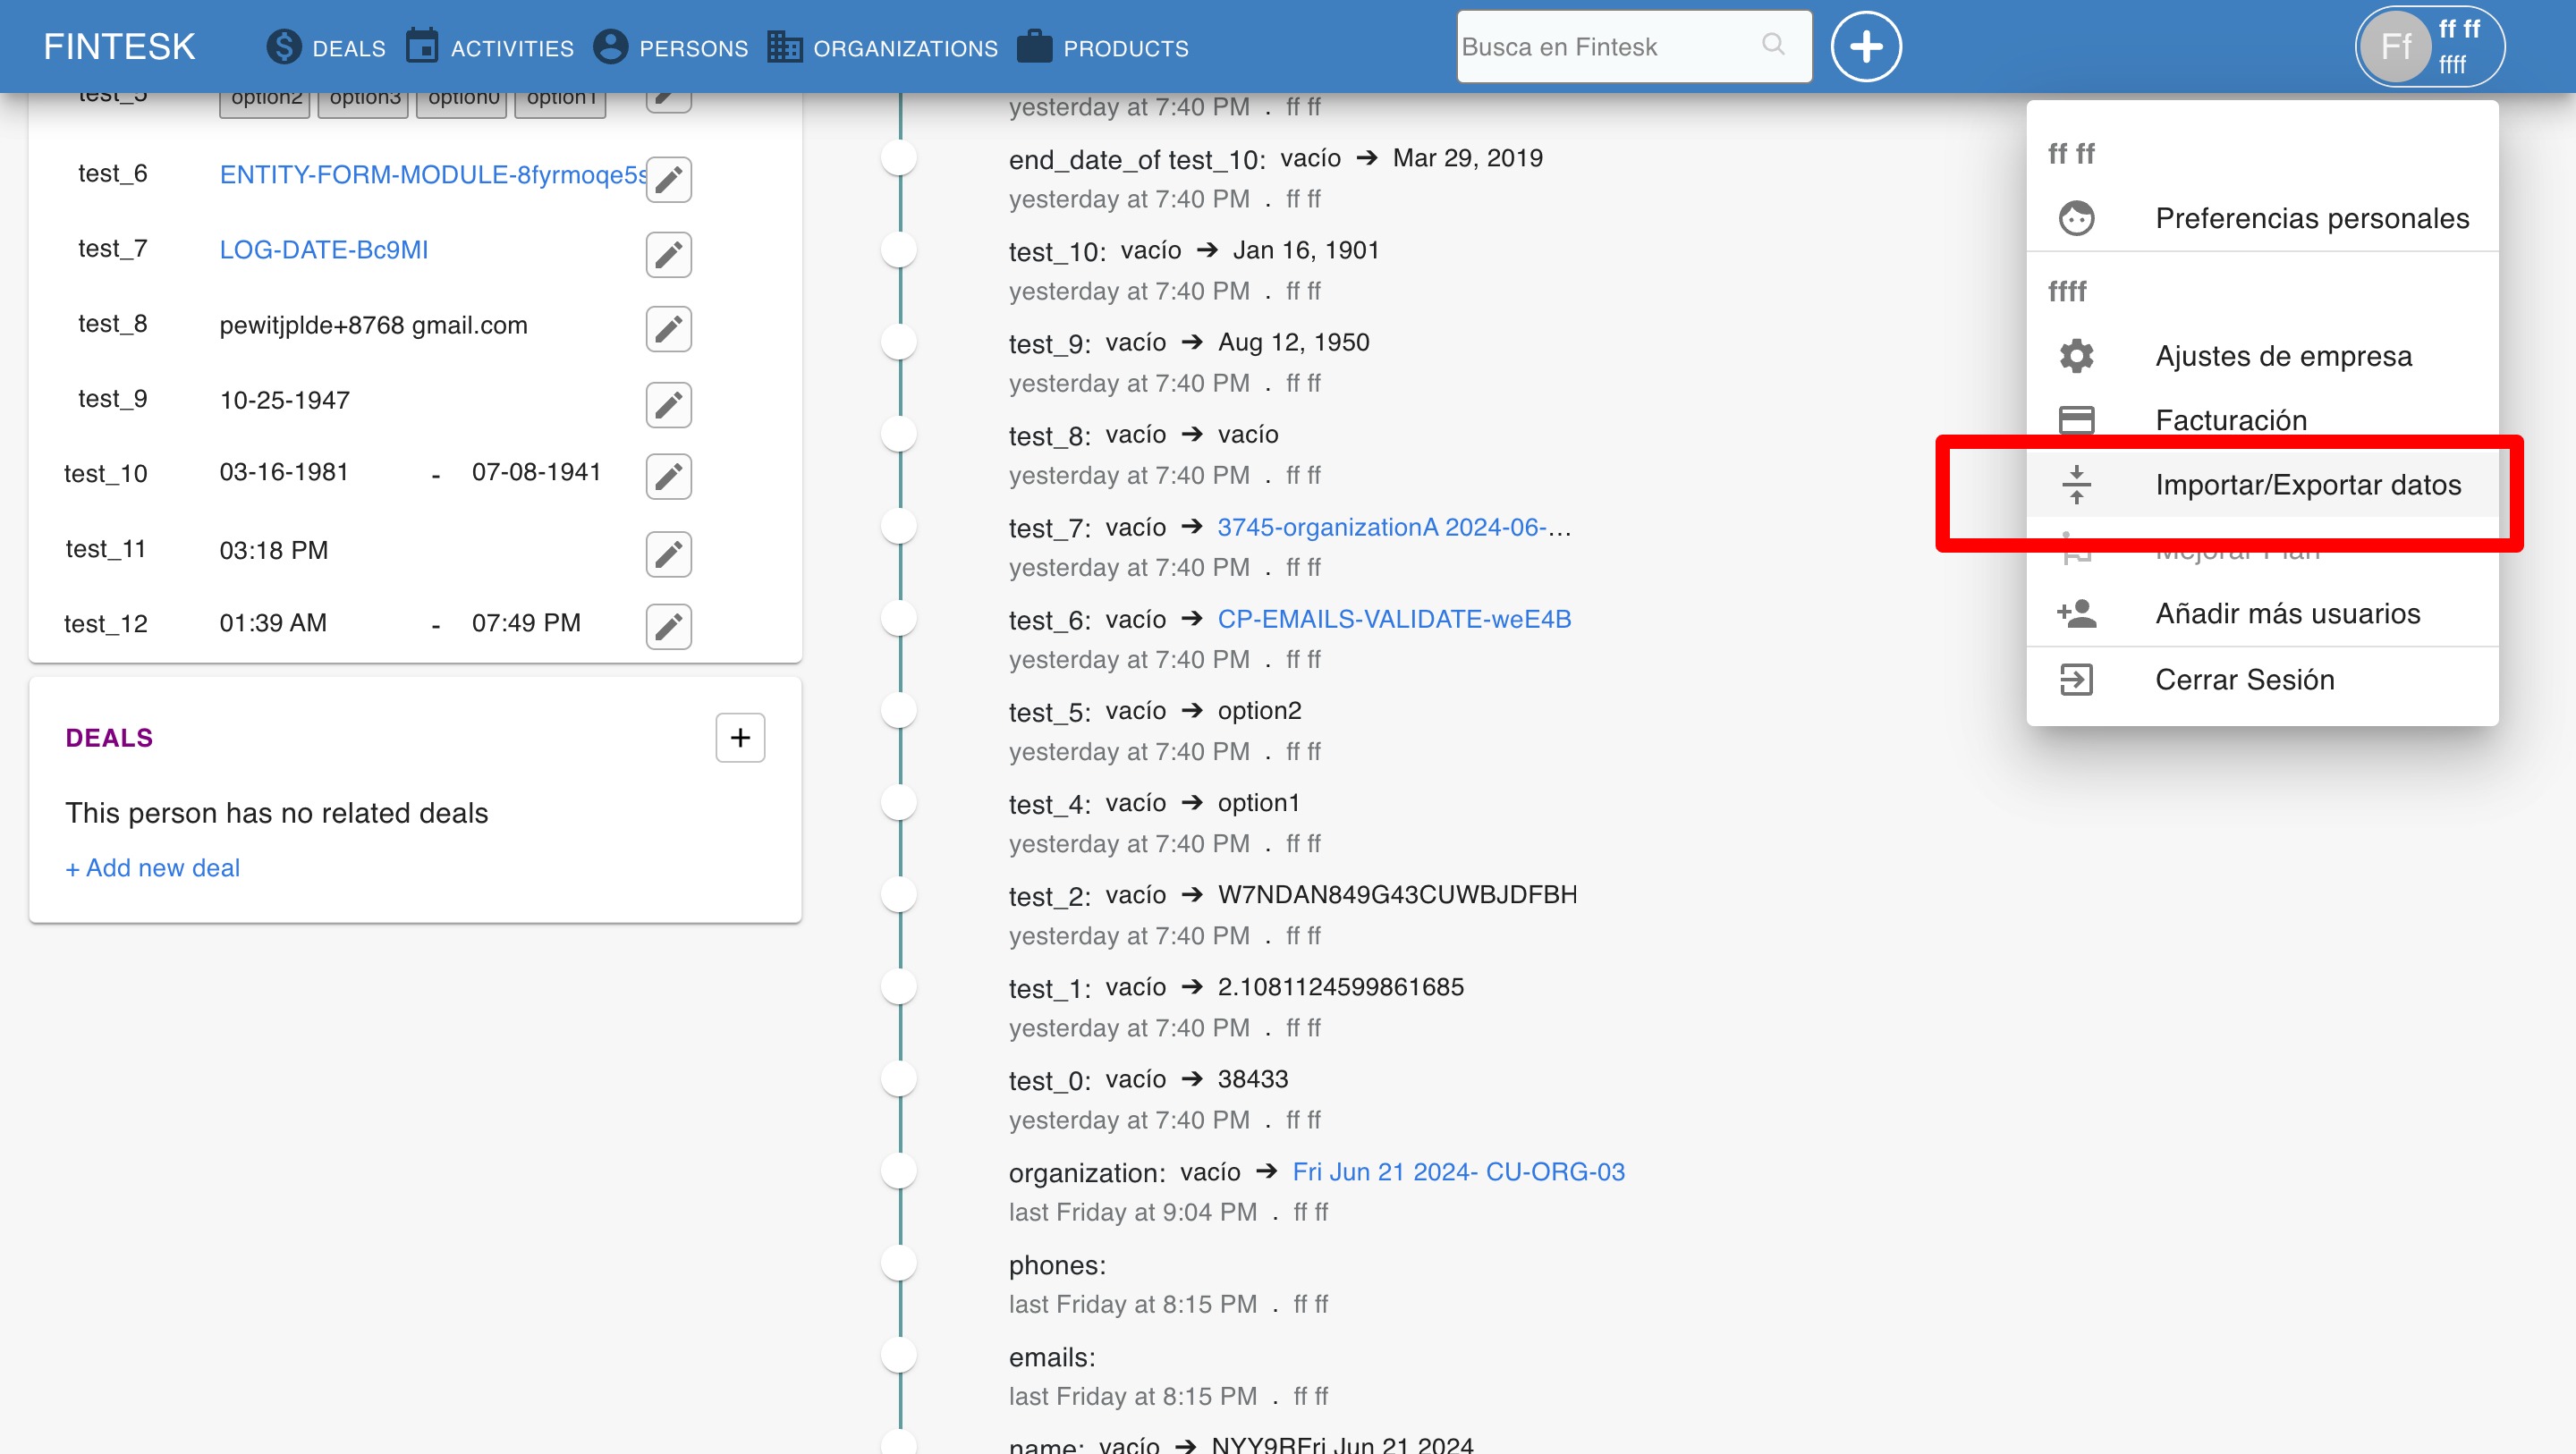 FINTESK
DEALS
ACTIVITIES
PERSONS
ORGANIZATIONS
PRODUCTS
Busca en Fintesk
Ff
ff ff
ffff
test_5 option2 option3 option0 option1
test_6 ENTITY-FORM-MODULE-8fyrmoqe5s
test_7 LOG-DATE-Bc9MI
test_8 pewitjplde+8768 gmail.com
test_9 10-25-1947
test_10 03-16-1981 - 07-08-1941
test_11 03:18 PM
test_12 01:39 AM - 07:49 PM
DEALS
+
This person has no related deals
+ Add new deal
yesterday at 7:40 PM . ff ff
end_date_of test_10: vacío ➔ Mar 29, 2019
yesterday at 7:40 PM . ff ff
test_10: vacío ➔ Jan 16, 1901
yesterday at 7:40 PM . ff ff
test_9: vacío ➔ Aug 12, 1950
yesterday at 7:40 PM . ff ff
test_8: vacío ➔ vacío
yesterday at 7:40 PM . ff ff
test_7: vacío ➔ 3745-organizationA 2024-06-...
yesterday at 7:40 PM . ff ff
test_6: vacío ➔ CP-EMAILS-VALIDATE-weE4B
yesterday at 7:40 PM . ff ff
test_5: vacío ➔ option2
yesterday at 7:40 PM . ff ff
test_4: vacío ➔ option1
yesterday at 7:40 PM . ff ff
test_2: vacío ➔ W7NDAN849G43CUWBJDFBH
yesterday at 7:40 PM . ff ff
test_1: vacío ➔ 2.1081124599861685
yesterday at 7:40 PM . ff ff
test_0: vacío ➔ 38433
yesterday at 7:40 PM . ff ff
organization: vacío ➔ Fri Jun 21 2024- CU-ORG-03
last Friday at 9:04 PM . ff ff
phones:
last Friday at 8:15 PM . ff ff
emails:
last Friday at 8:15 PM . ff ff
name: vacío ➔ NYY9RFri Jun 21 2024
ff ff
Preferencias personales
ffff
Ajustes de empresa
Facturación
Importar/Exportar datos
Mejorar Plan
Añadir más usuarios
Cerrar Sesión